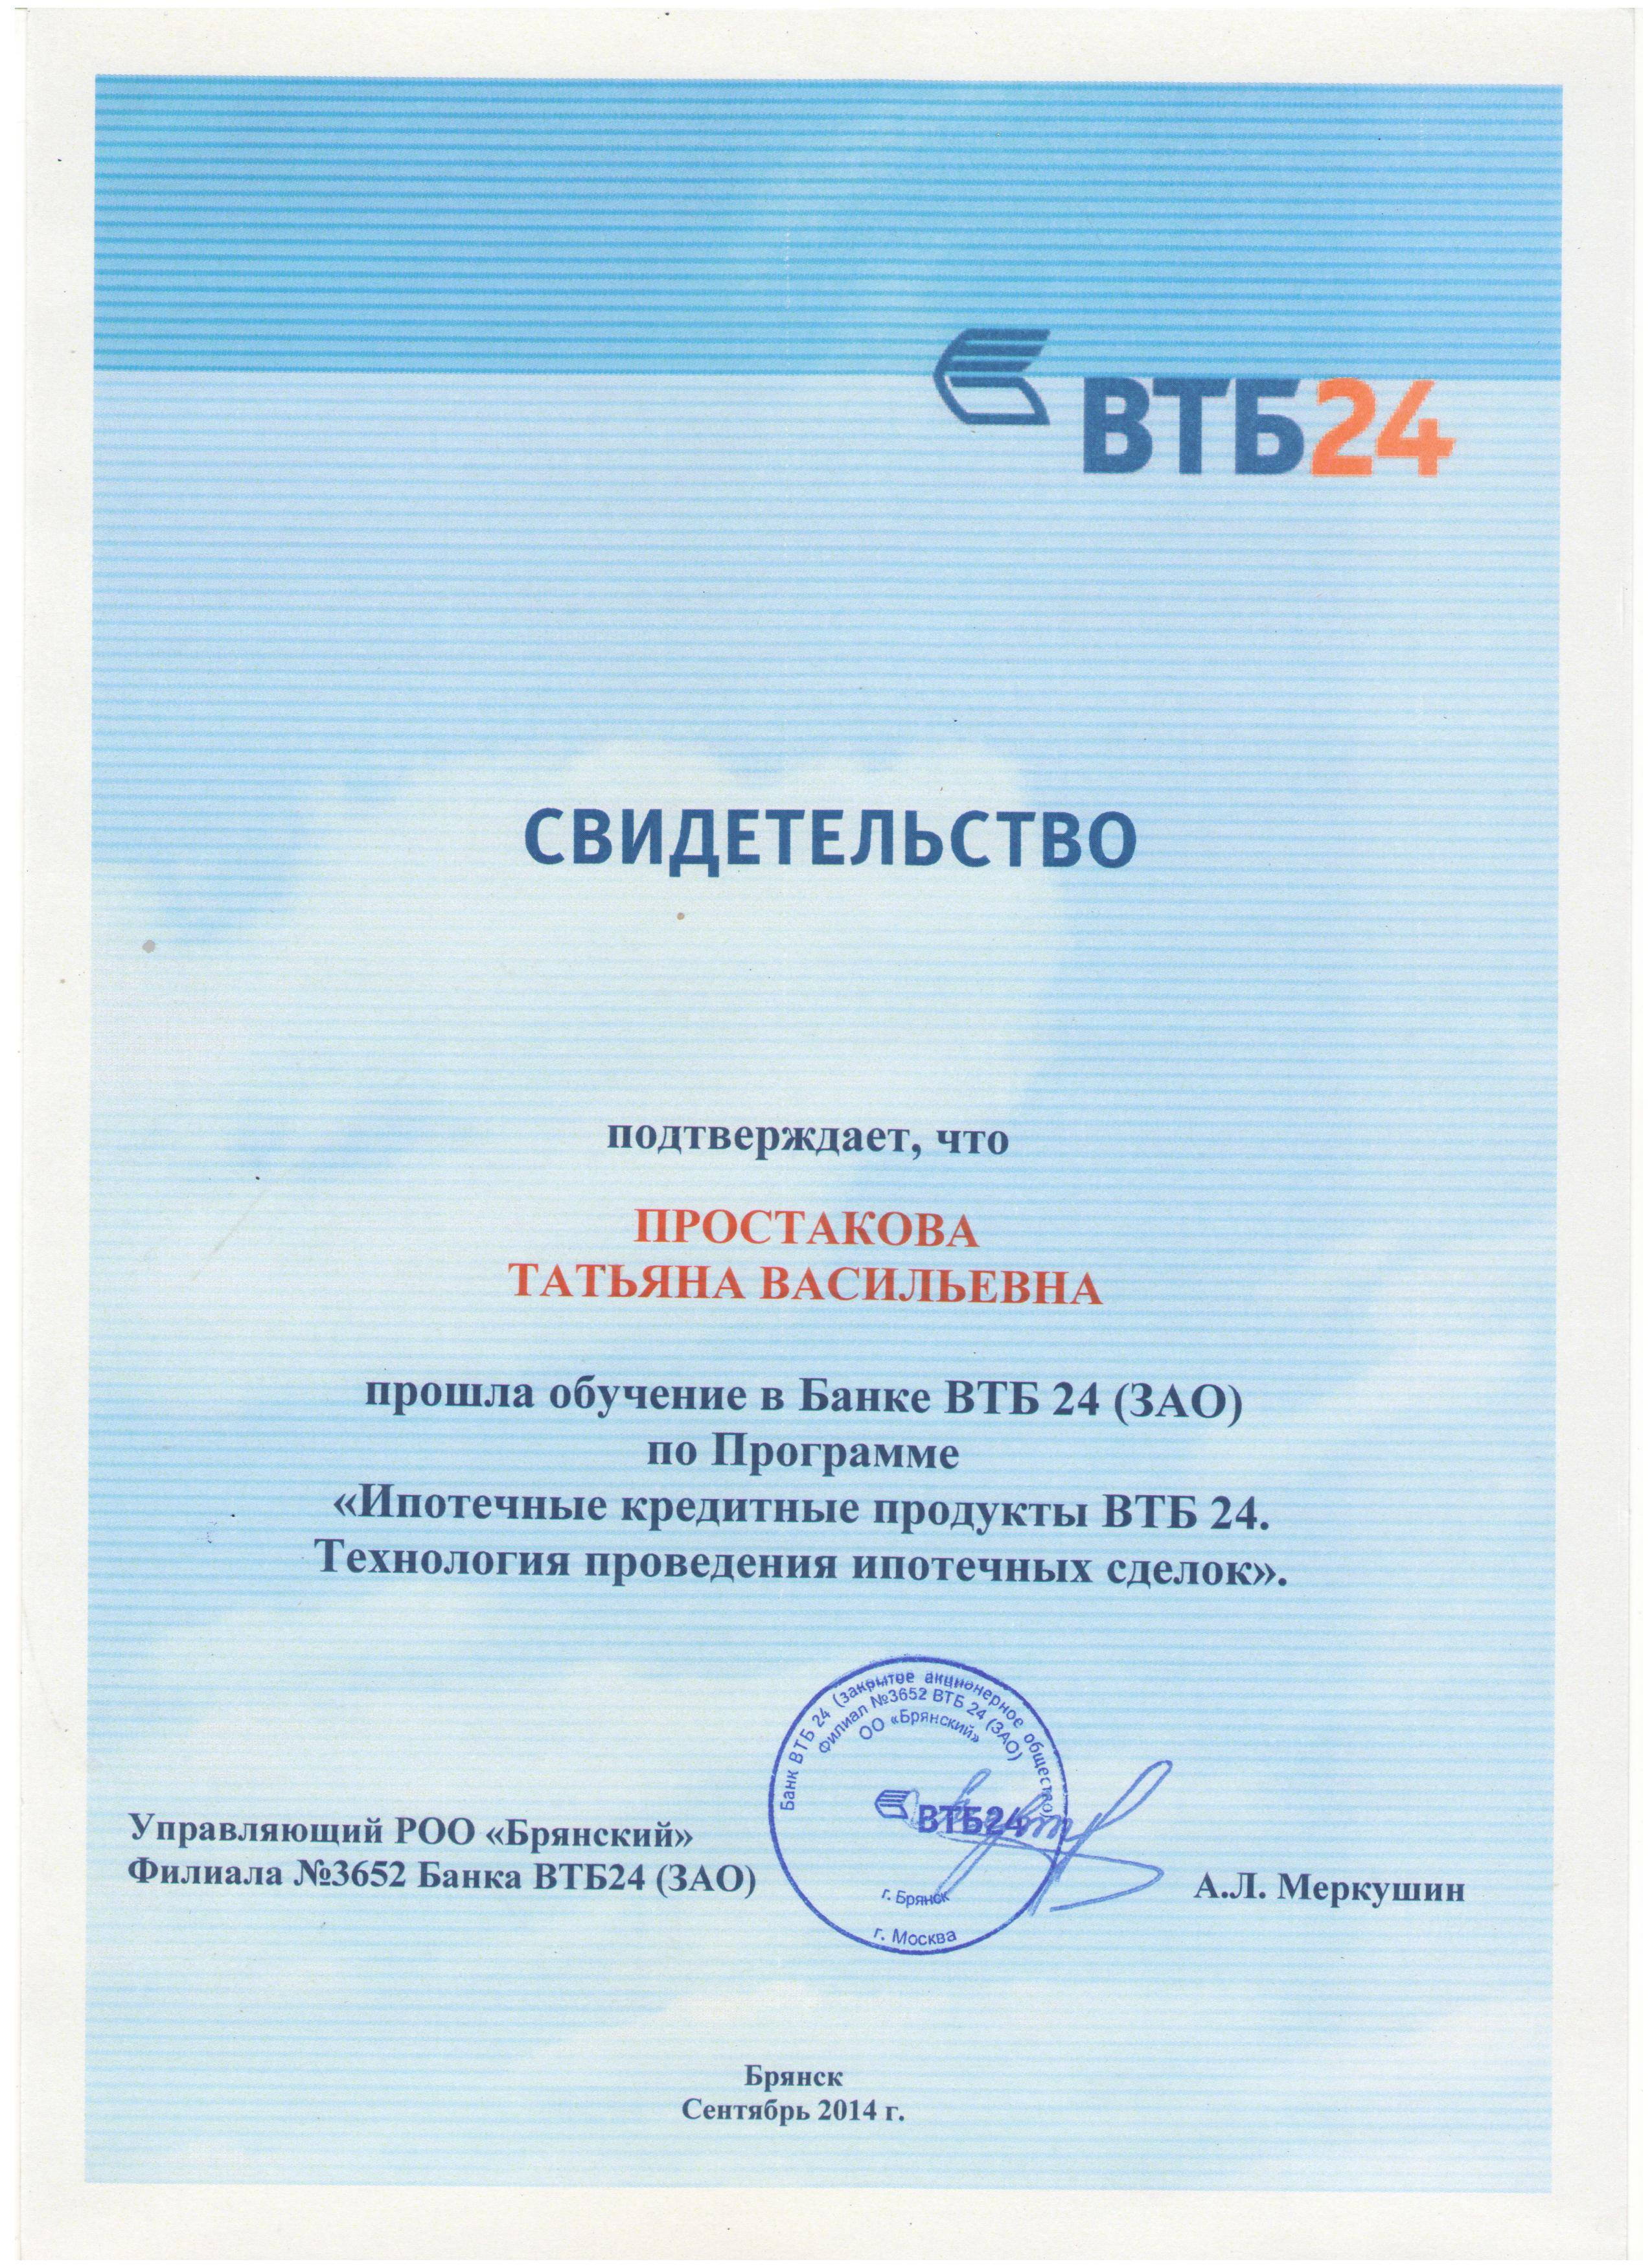 ВТБ24
СВИДЕТЕЛЬСТВО
подтверждает, что
ПРОСТАКОВА
ТАТЬЯНА ВАСИЛЬЕВНА
прошла обучение в Банке ВТБ 24 (ЗАО)
по Программе
«Ипотечные кредитные продукты ВТБ 24.
Технология проведения ипотечных сделок».
Банк ВТБ 24 (закрытое акционерное общество)
Филиал №3652 ВТБ 24 (ЗАО)
ОО «Брянский»
ВТБ24
г. Брянск
г. Москва
Управляющий РОО «Брянский»
Филиала №3652 Банка ВТБ24 (ЗАО)
А.Л. Меркушин
Брянск
Сентябрь 2014 г.